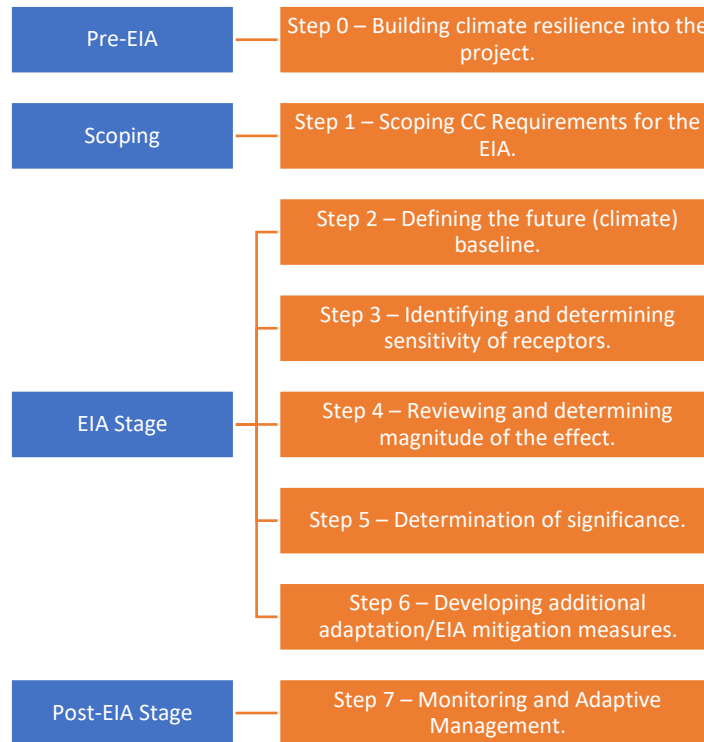 Pre-EIA
Step 0 – Building climate resilience into the
project.
Scoping
Step 1 – Scoping CC Requirements for the
EIA.
EIA Stage
Step 2 – Defining the future (climate)
baseline.
Step 3 – Identifying and determining
sensitivity of receptors.
Step 4 – Reviewing and determining
magnitude of the effect.
Step 5 – Determination of significance.
Step 6 – Developing additional
adaptation/EIA mitigation measures.
Post-EIA Stage
Step 7 – Monitoring and Adaptive
Management.